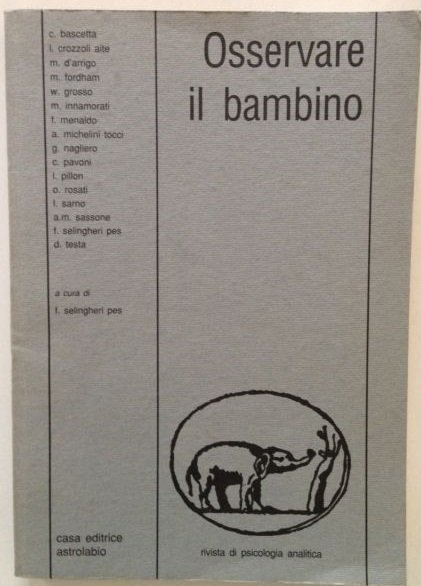 c. bascetta
l. crozzoli aite
m. d'arrigo
m. fordham
w. grosso
m. innamorati
f. menaldo
a. michelini tocci
g. nagliero
c. pavoni
l. pillon
o. rosati
l. sarno
a.m. sassone
f. selingheri pes
d. testa
a cura di
f. selingheri pes
Osservare
il bambino
casa editrice
astrolabio
rivista di psicologia analitica